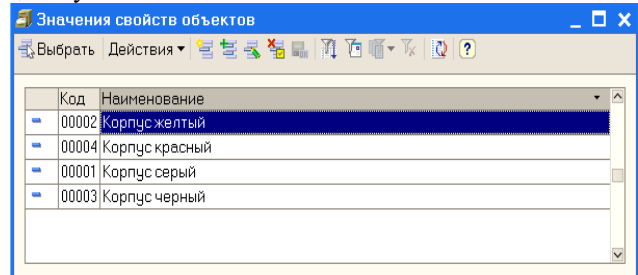 Значения свойств объектов
Выбрать Действия
Код Наименование
00002 Корпус желтый
00004 Корпус красный
00001 Корпус серый
00003 Корпус черный